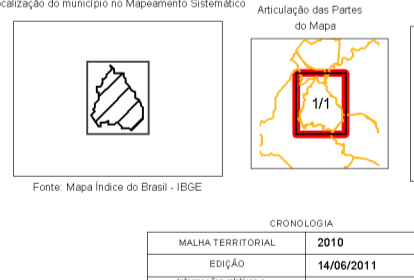 ocalização do município no Mapeamento Sistemático
Articulação das Partes
do Mapa
1/1
Fonte: Mapa Índice do Brasil - IBGE
CRONOLOGIA
MALHA TERRITORIAL 2010
EDIÇÃO 14/06/2011